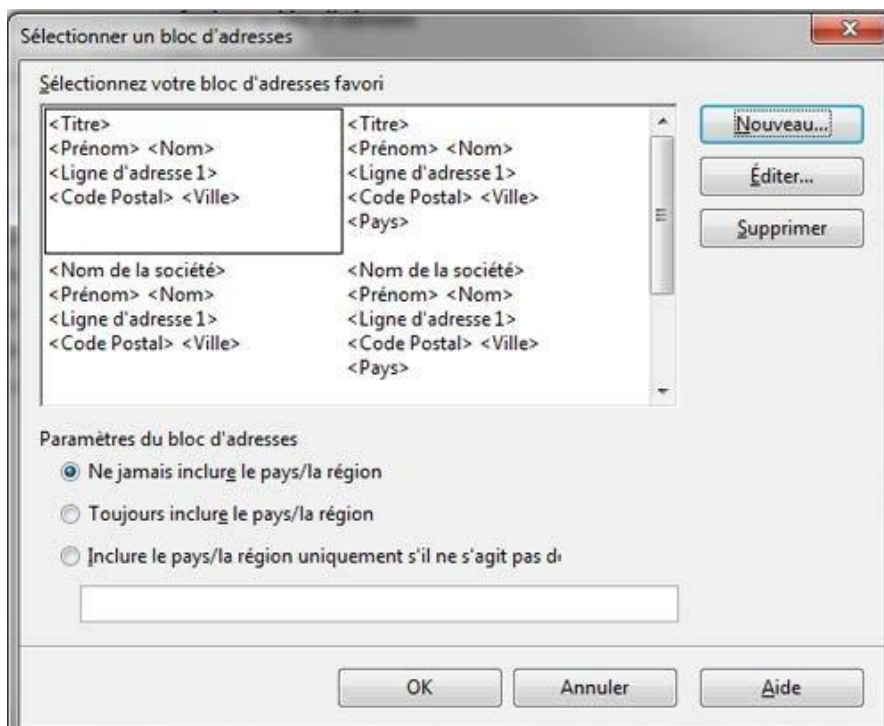 Sélectionner un bloc d'adresses
Sélectionnez votre bloc d'adresses favori
<Titre>
<Prénom> <Nom>
<Ligne d'adresse 1>
<Code Postal> <Ville>
<Titre>
<Prénom> <Nom>
<Ligne d'adresse 1>
<Code Postal> <Ville>
<Pays>
<Nom de la société>
<Prénom> <Nom>
<Ligne d'adresse 1>
<Code Postal> <Ville>
<Nom de la société>
<Prénom> <Nom>
<Ligne d'adresse 1>
<Code Postal> <Ville>
<Pays>
Nouveau...
Éditer...
Supprimer
Paramètres du bloc d'adresses
Ne jamais inclure le pays/la région
Toujours inclure le pays/la région
Inclure le pays/la région uniquement s'il ne s'agit pas d
OK
Annuler
Aide